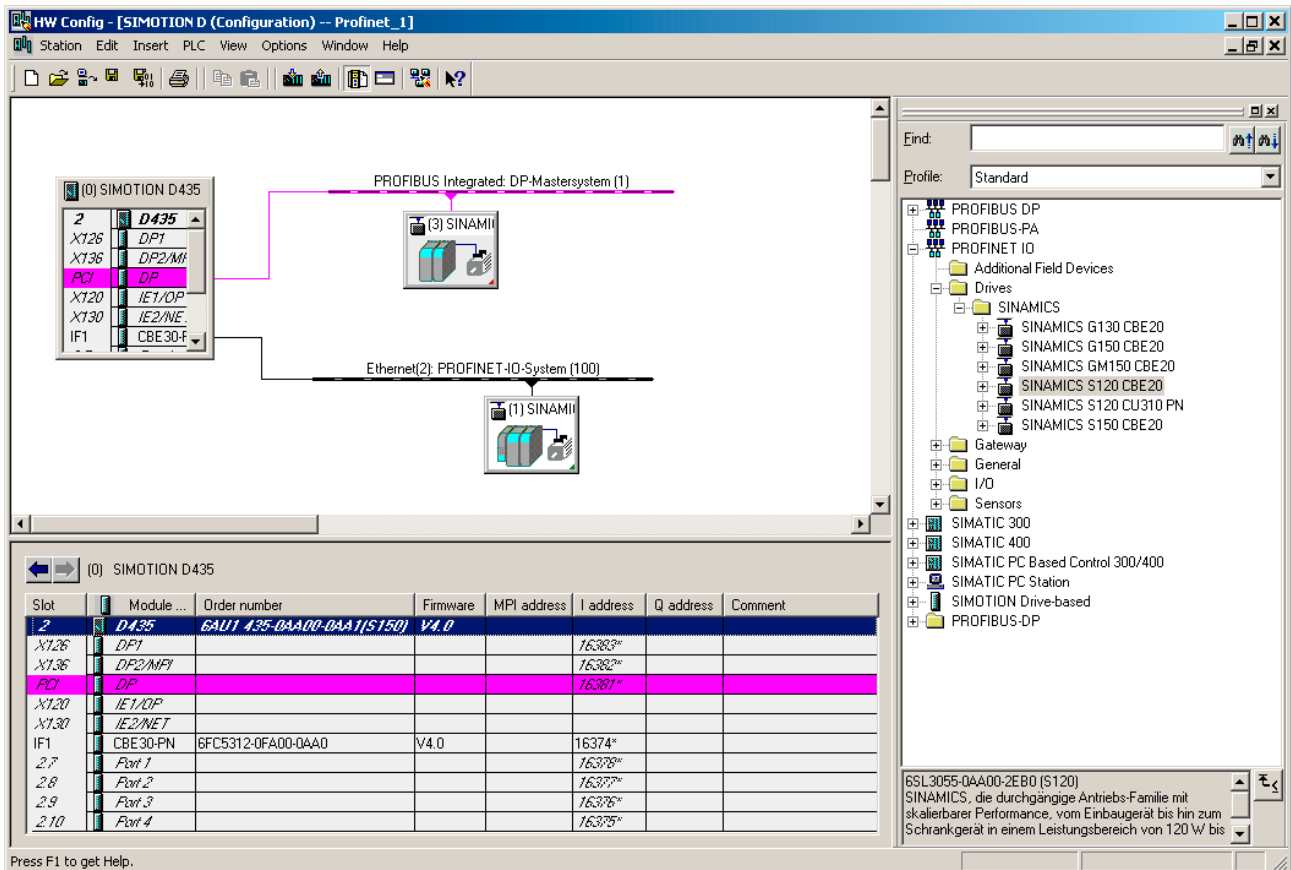 HW Config - [SIMOTION D (Configuration) -- Profinet_1]
Station Edit Insert PLC View Options Window Help
PROFIBUS Integrated: DP-Mastersystem (1)
(0) SIMOTION D435
2 D435
X126 DP1
X136 DP2/MP
PCI DP
X120 IE1/OP
X130 IE2/NE
IF1 CBE30-P
(3) SINAMI
Ethernet(2): PROFINET-IO-System (100)
(1) SINAMI
(0) SIMOTION D435
Slot Module ... Order number Firmware MPI address I address Q address Comment
2 D435 6AU1 435-0AA00-0AA1(S150) V4.0
X126 DP1 16383*
X136 DP2/MPI 16382*
PCI DP 16381*
X120 IE1/OP
X130 IE2/NET
IF1 CBE30-PN 6FC5312-0FA00-0AA0 V4.0 16374*
2.7 Port 1 16378*
2.8 Port 2 16377*
2.9 Port 3 16376*
2.10 Port 4 16375*
Find:
Profile: Standard
PROFIBUS DP
PROFIBUS-PA
PROFINET IO
Additional Field Devices
Drives
SINAMICS
SINAMICS G130 CBE20
SINAMICS G150 CBE20
SINAMICS GM150 CBE20
SINAMICS S120 CBE20
SINAMICS S120 CU310 PN
SINAMICS S150 CBE20
Gateway
General
I/O
Sensors
SIMATIC 300
SIMATIC 400
SIMATIC PC Based Control 300/400
SIMATIC PC Station
SIMOTION Drive-based
PROFIBUS-DP
6SL3055-0AA00-2EB0 (S120)
SINAMICS, die durchgängige Antriebs-Familie mit
skalierbarer Performance, vom Einbaugerät bis hin zum
Schrankgerät in einem Leistungsbereich von 120 W bis
Press F1 to get Help.